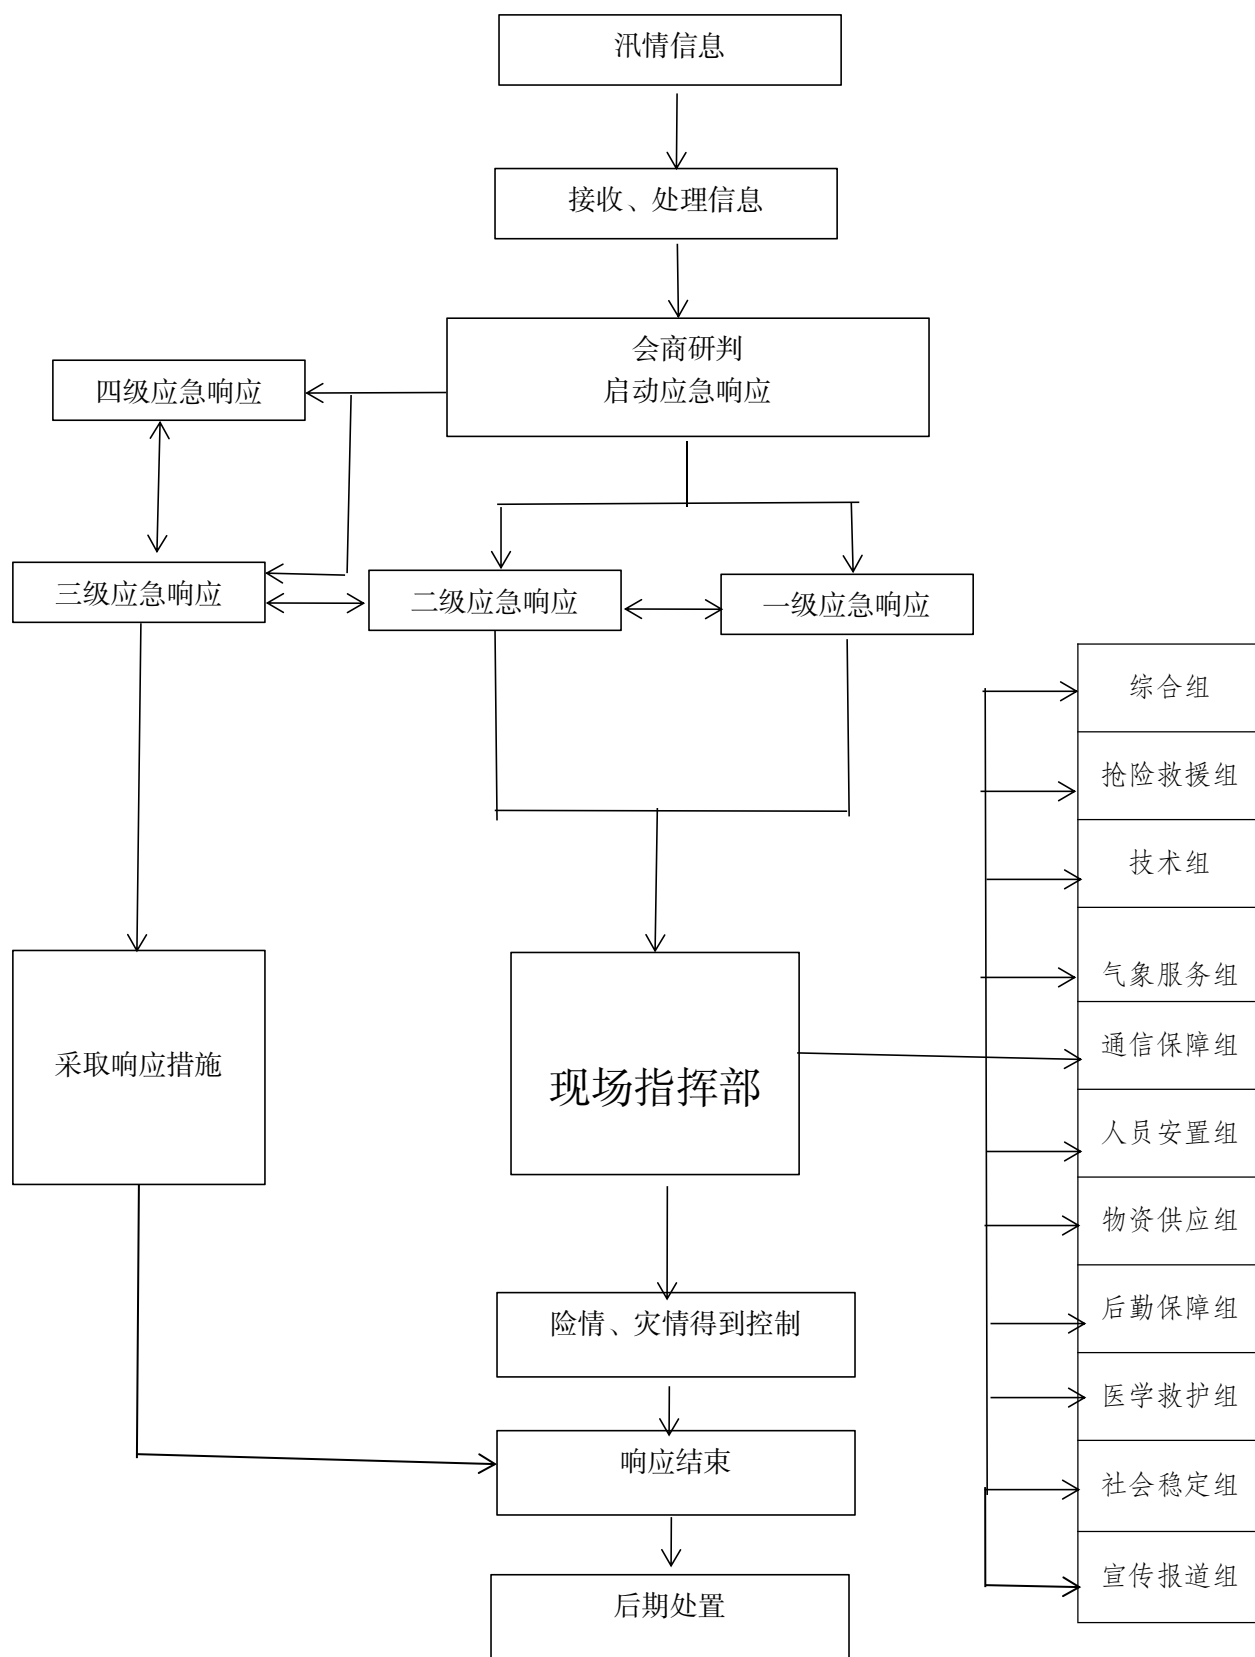 汛情信息
接收、处理信息
会商研判
启动应急响应
四级应急响应
三级应急响应
二级应急响应
一级应急响应
综合组
抢险救援组
技术组
气象服务组
通信保障组
人员安置组
物资供应组
后勤保障组
医学救护组
社会稳定组
宣传报道组
采取响应措施
现场指挥部
险情、灾情得到控制
响应结束
后期处置